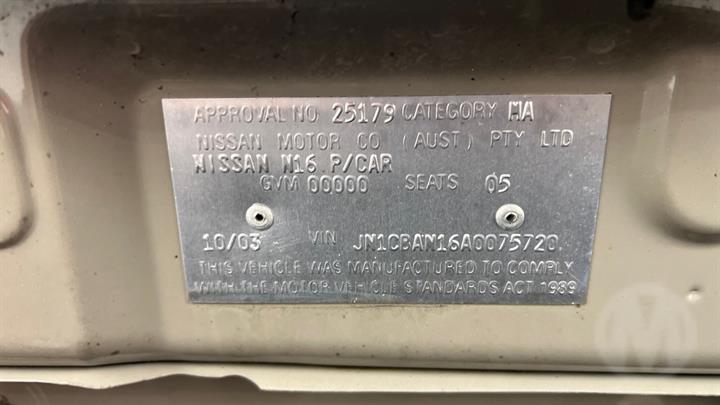 APPROVAL NO 25179 CATEGORY MA
NISSAN MOTOR CO (AUST) PTY LTD
NISSAN N16.P/CAR
GVM 00000 SEATS 05
10/03 VIN JN1CBAN16A0075720
THIS VEHICLE WAS MANUFACTURED TO COMPLY
WITH THE MOTOR VEHICLE STANDARDS ACT 1989
M